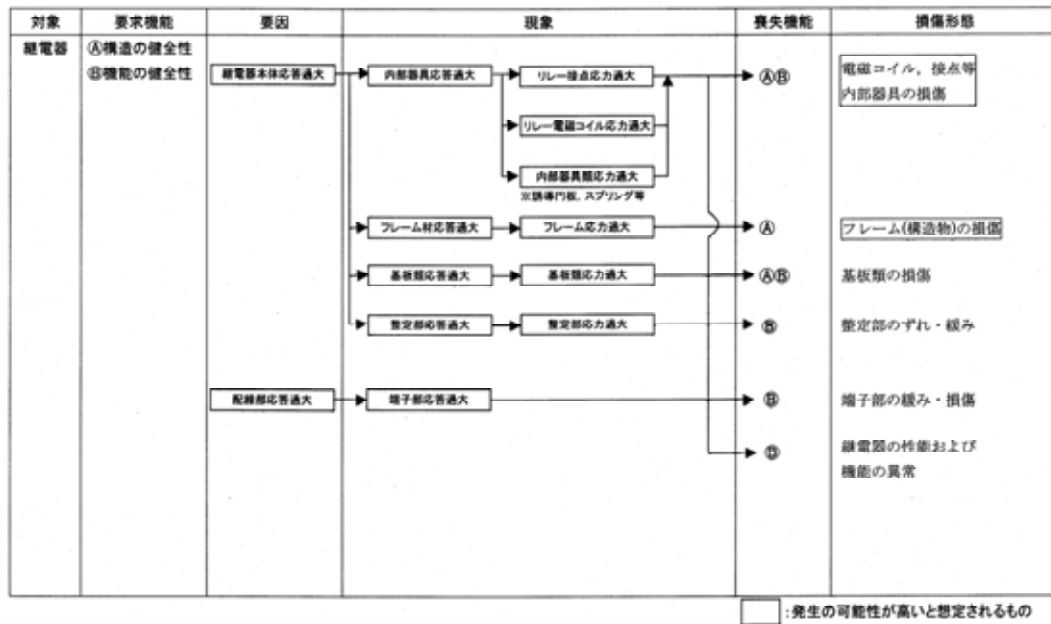 対象 要求機能 要因 現象 喪失機能 損傷形態
継電器 Ⓐ構造の健全性
Ⓑ機能の健全性
継電器本体応答過大 内部器具応答過大 リレー接点応力過大 ⒶⒷ 電磁コイル，接点等
内部器具の損傷
リレー電磁コイル応力過大
内部器具類応力過大
※誘導円板，スプリング等
フレーム材応答過大 フレーム応力過大 Ⓐ フレーム(構造物)の損傷
基板類応答過大 基板類応力過大 ⒶⒷ 基板類の損傷
整定部応答過大 整定部応力過大 Ⓑ 整定部のずれ・緩み
配線部応答過大 端子部応答過大 Ⓑ 端子部の緩み・損傷
Ⓑ 継電器の性能および
機能の異常
:発生の可能性が高いと想定されるもの